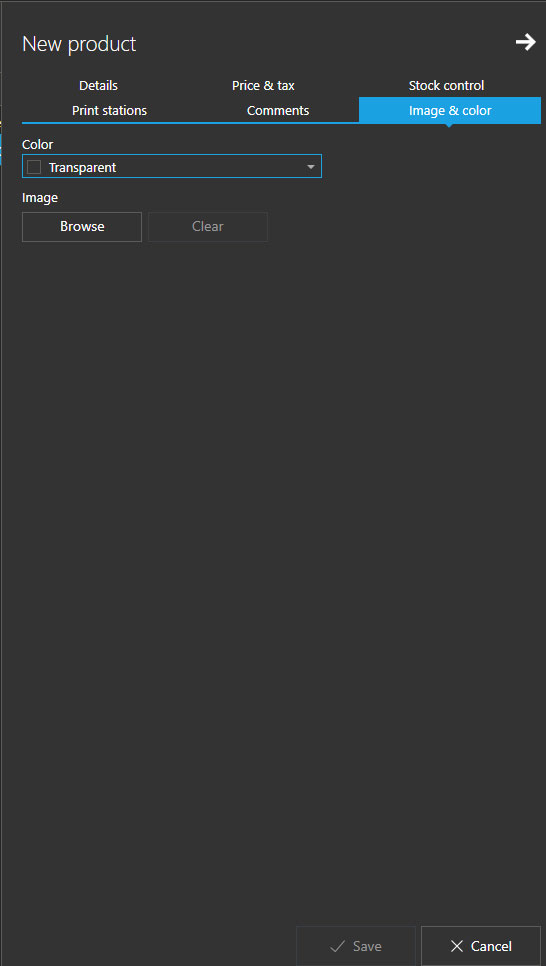 New product
Details Price & tax Stock control
Print stations Comments Image & color
Color
Transparent
Image
Browse Clear
Save Cancel